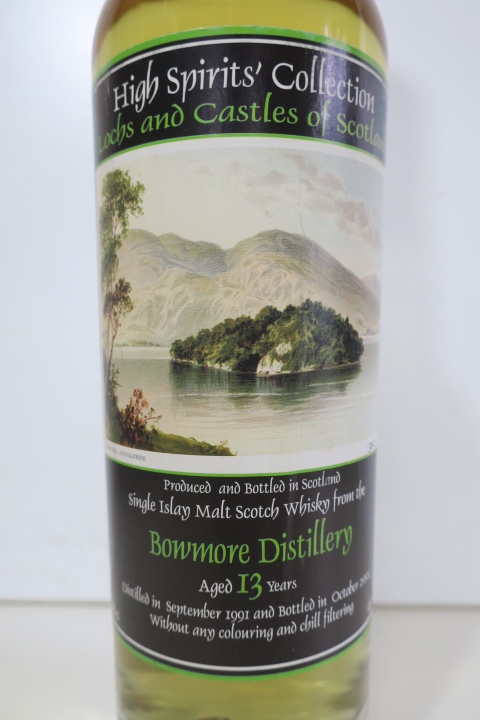 High Spirits' Collection
Lochs and Castles of Scotland
KATRINE
Produced and Bottled in Scotland
Single Islay Malt Scotch Whisky from the
Bowmore Distillery
Aged 13 Years
Distilled in September 1991 and Bottled in October
Without any colouring and chill filtering